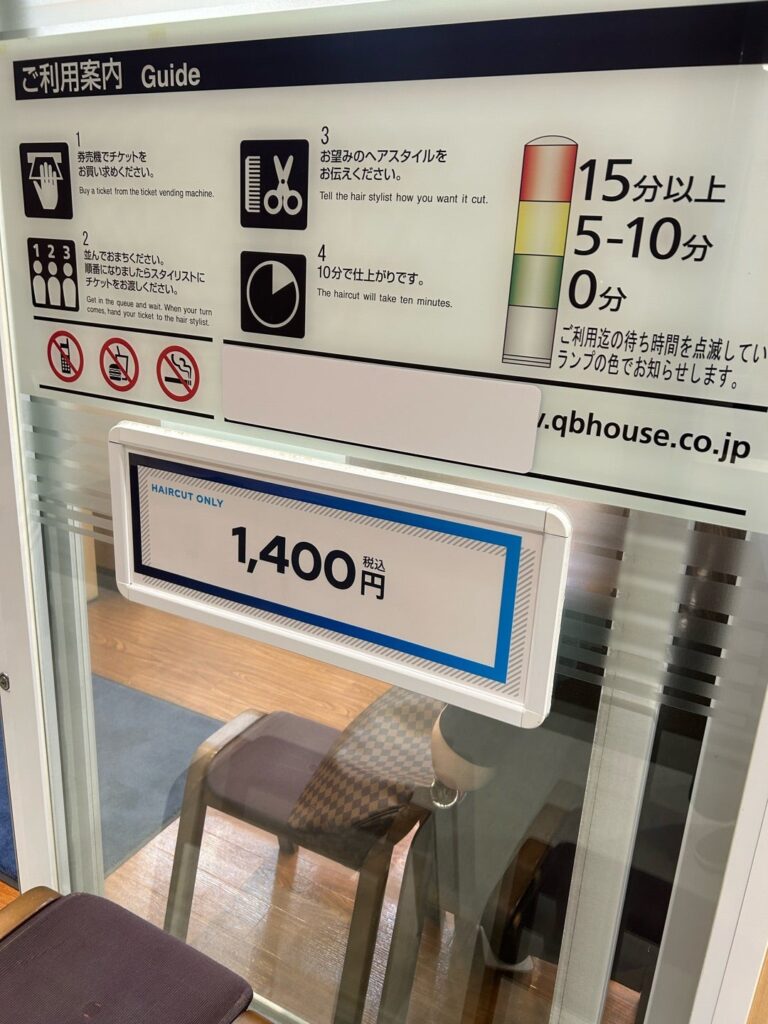 ご利用案内 Guide
1
券売機でチケットを
お買い求めください。
Buy a ticket from the ticket vending machine.
1 2 3
2
並んでおまちください。
順番になりましたらスタイリストに
チケットをお渡しください。
Get in the queue and wait. When your turn
comes, hand your ticket to the hair stylist.
3
お望みのヘアスタイルを
お伝えください。
Tell the hair stylist how you want it cut.
4
10分で仕上がりです。
The haircut will take ten minutes.
15分以上
5-10分
0分
ご利用迄の待ち時間を点滅してい
ランプの色でお知らせします。
.qbhouse.co.jp
HAIRCUT ONLY
1,400円 税込